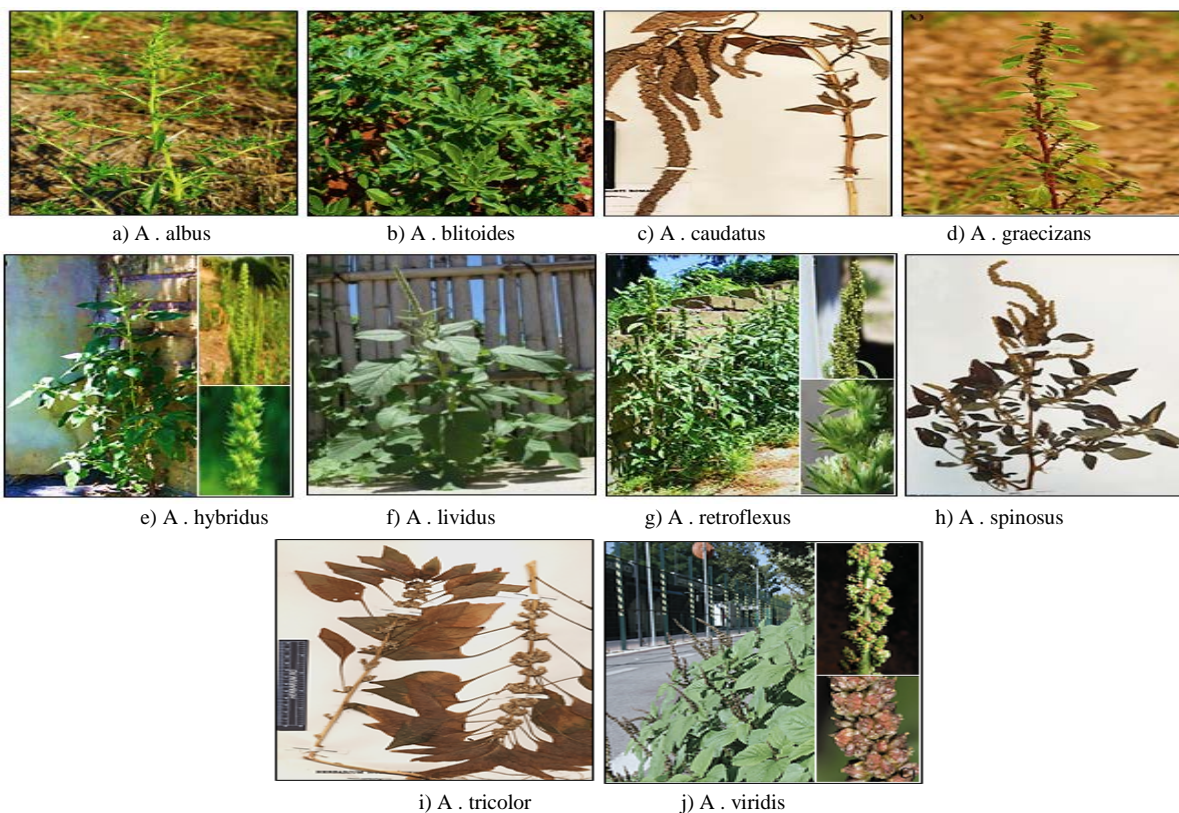 a) A . albus
b) A . blitoides
c) A . caudatus
d) A . graecizans
e) A . hybridus
f) A . lividus
g) A . retroflexus
h) A . spinosus
i) A . tricolor
j) A . viridis